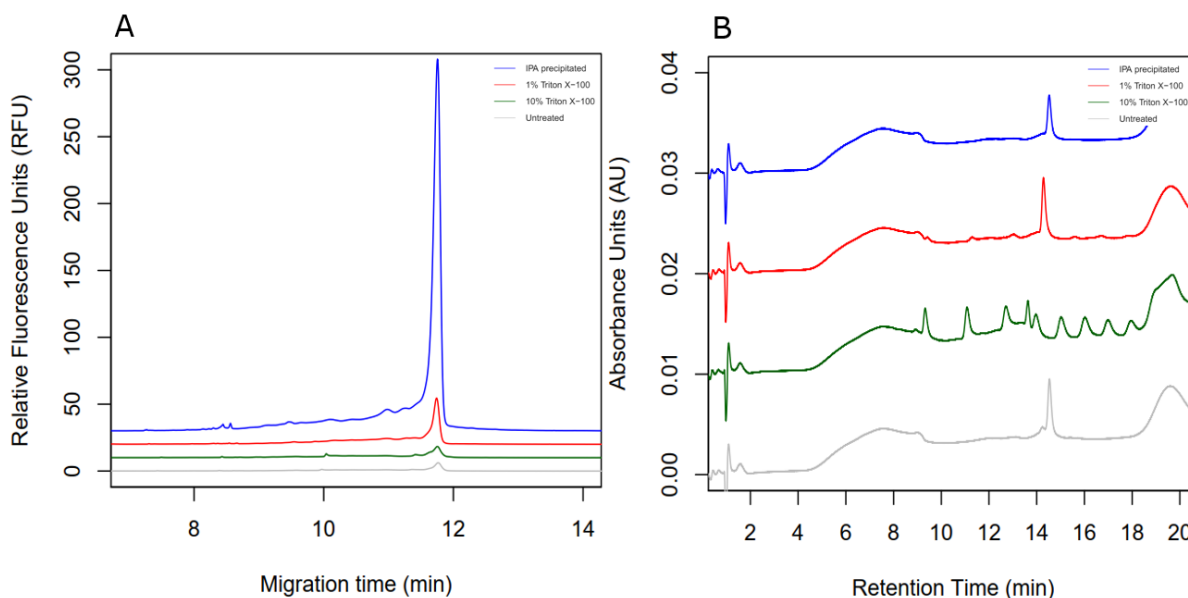 A
Relative Fluorescence Units (RFU)
300
250
200
150
100
50
0
IPA precipitated
1% Triton X−100
10% Triton X−100
Untreated
8
10
12
14
Migration time (min)
B
Absorbance Units (AU)
0.04
0.03
0.02
0.01
0.00
IPA precipitated
1% Triton X−100
10% Triton X−100
Untreated
2
4
6
8
10
12
14
16
18
20
Retention Time (min)